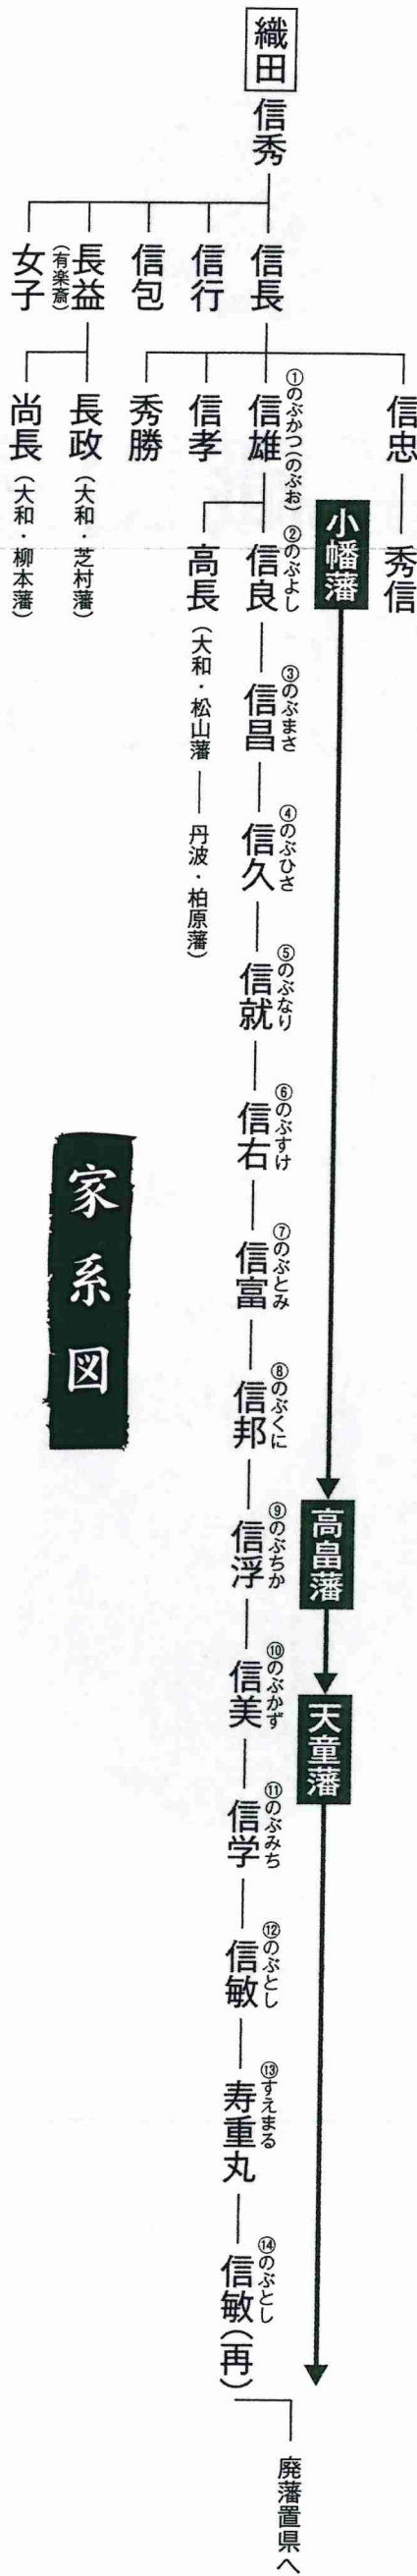 織田
信秀
信長
信行
信包
長益
(有楽斎)
女子
信忠
秀信
①のぶかつ(のぶお)
信雄
信孝
秀勝
長政(大和・芝村藩)
尚長(大和・柳本藩)
②のぶよし
信良
高長(大和・松山藩 ── 丹波・柏原藩)
③のぶまさ
信昌
④のぶひさ
信久
⑤のぶなり
信就
⑥のぶすけ
信右
⑦のぶとみ
信富
⑧のぶくに
信邦
⑨のぶちか
信浮
⑩のぶかず
信美
⑪のぶみち
信学
⑫のぶとし
信敏
⑬すえまる
寿重丸
⑭のぶとし
信敏(再)
廃藩置県へ
小幡藩
高畠藩
天童藩
家系図